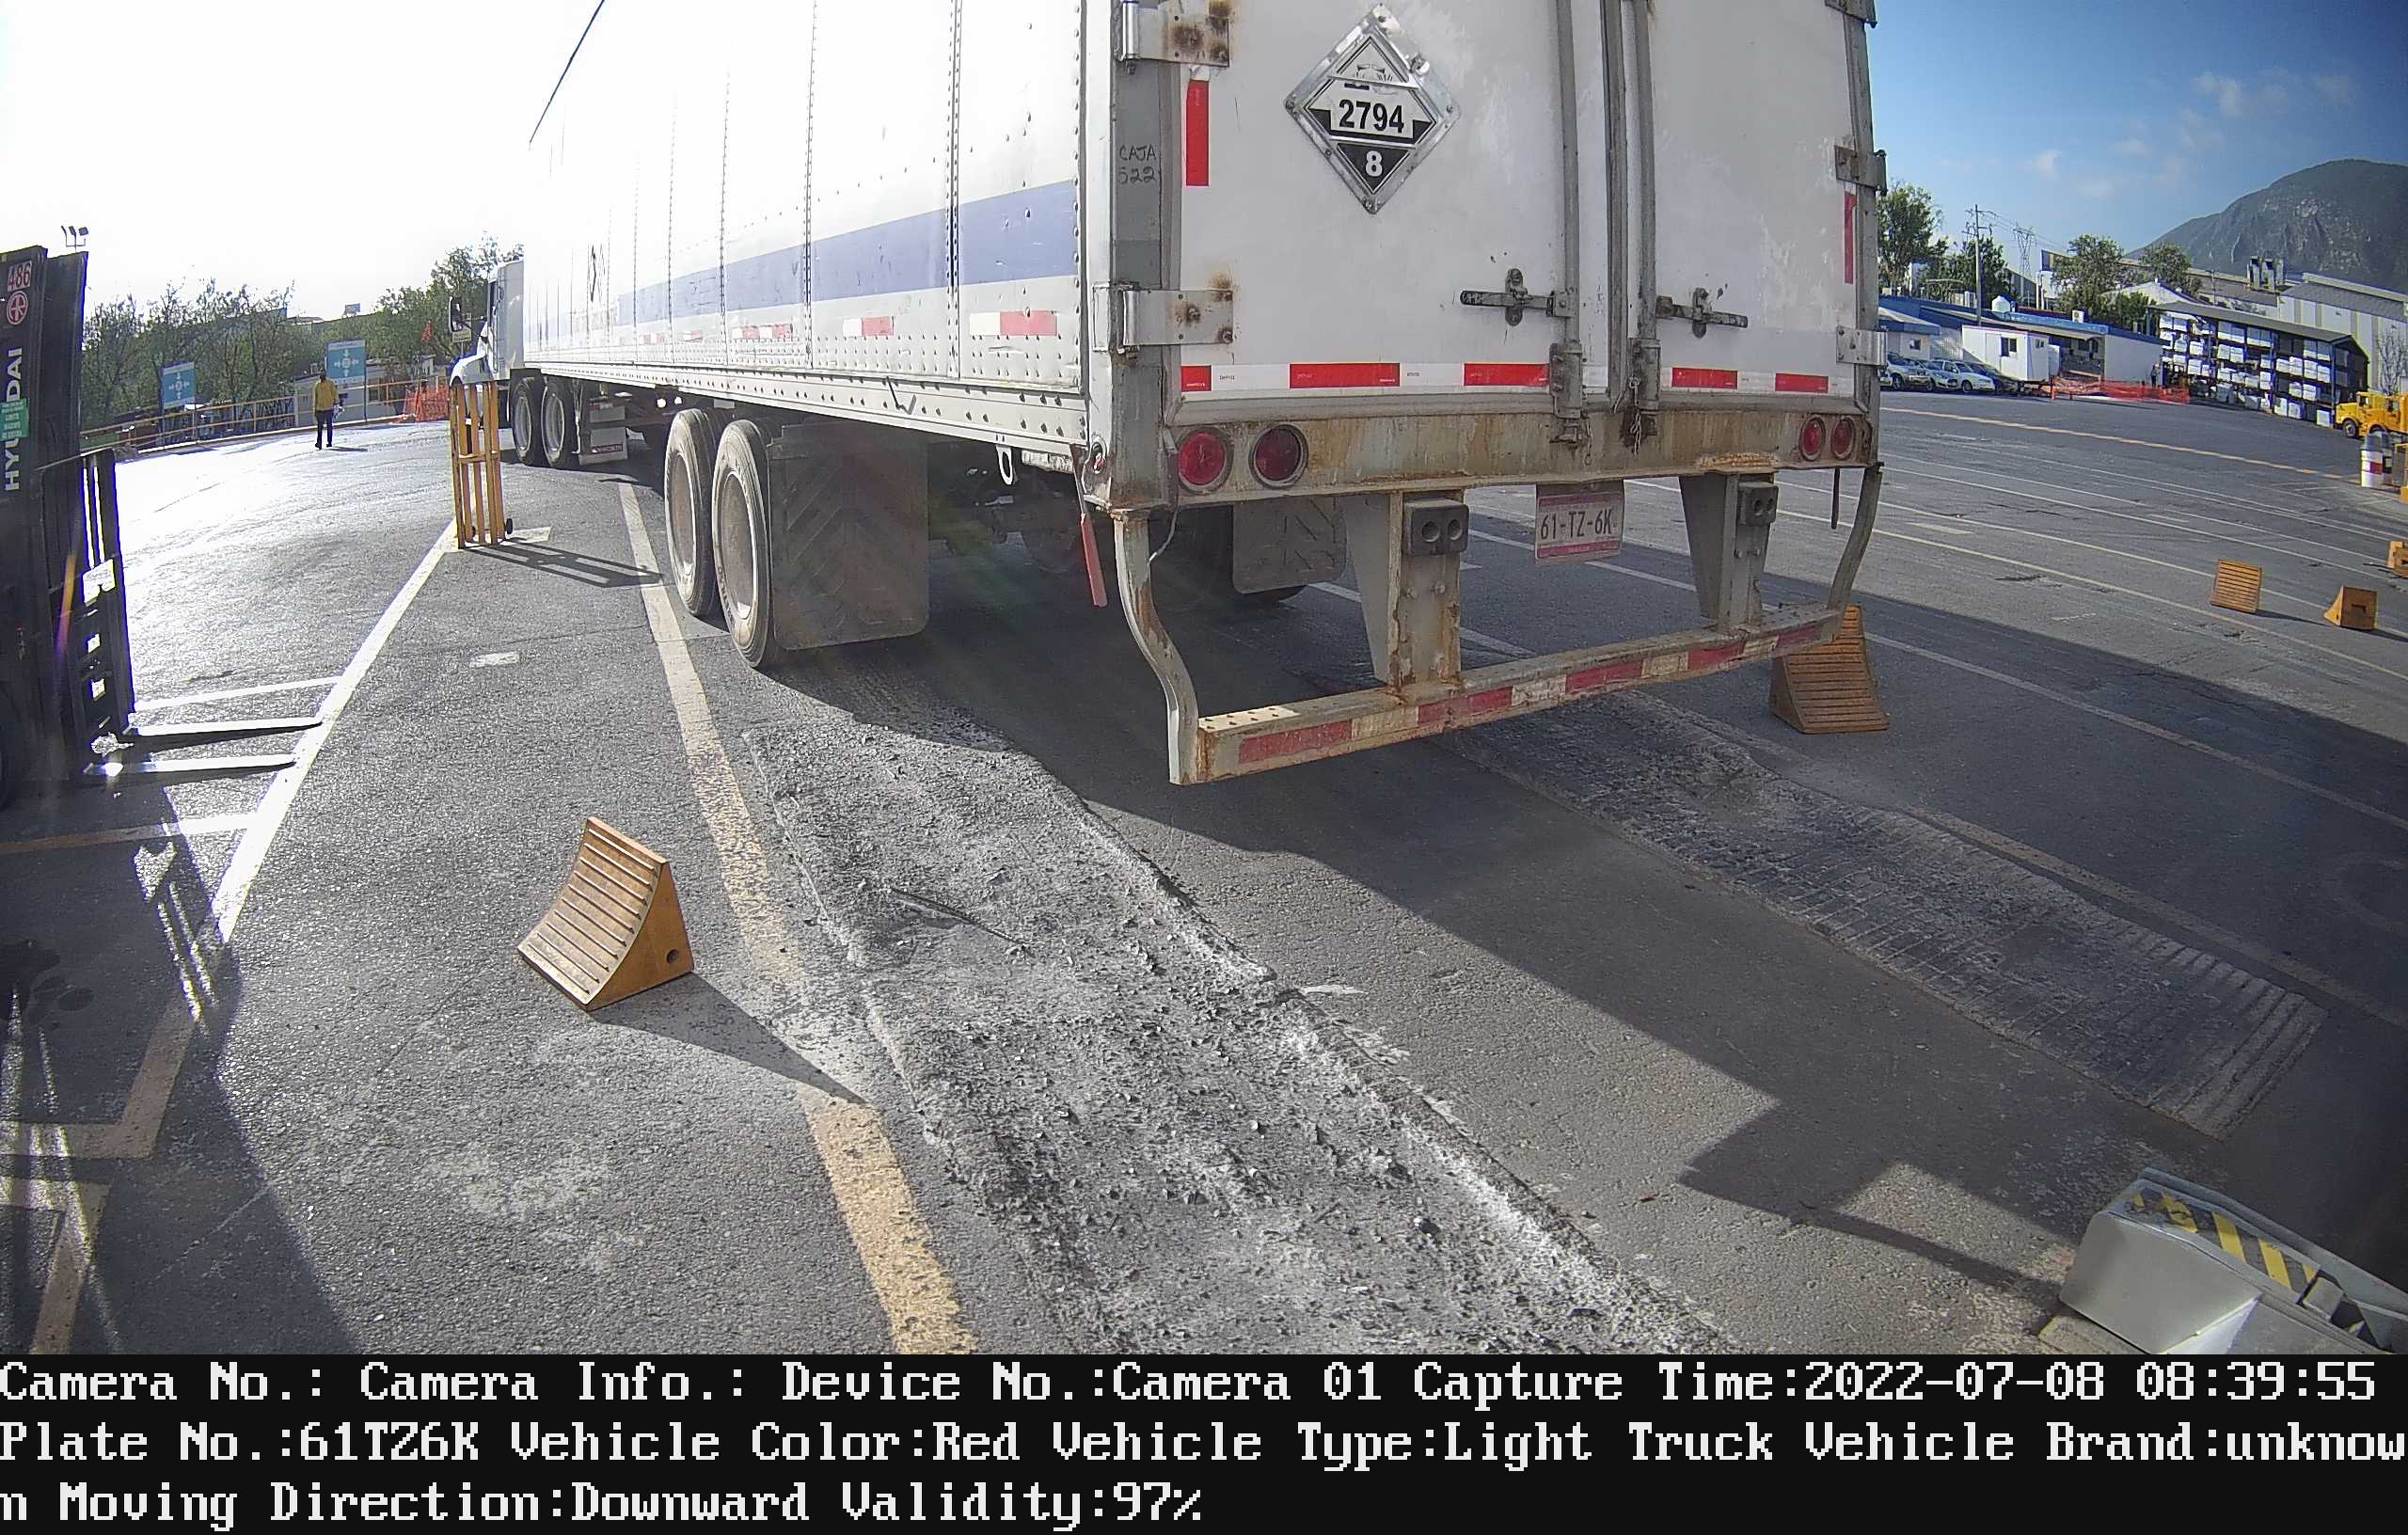 486
HYUNDAI
CAJA
522
2794
8
61-TZ-6K
Camera No.: Camera Info.: Device No.:Camera 01 Capture Time:2022-07-08 08:39:55
Plate No.:61TZ6K Vehicle Color:Red Vehicle Type:Light Truck Vehicle Brand:unknow
n Moving Direction:Downward Validity:97%